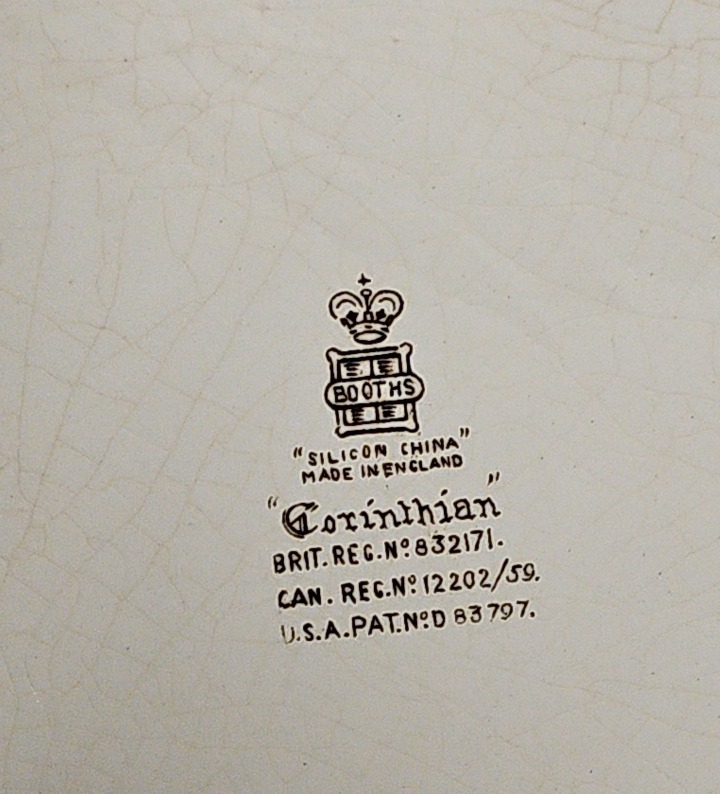 BOOTHS
"SILICON CHINA"
MADE IN ENGLAND
"Corinthian"
BRIT. REG. Nº 832171.
CAN. REG. Nº 12202/59.
U.S.A. PAT. Nº D 83797.